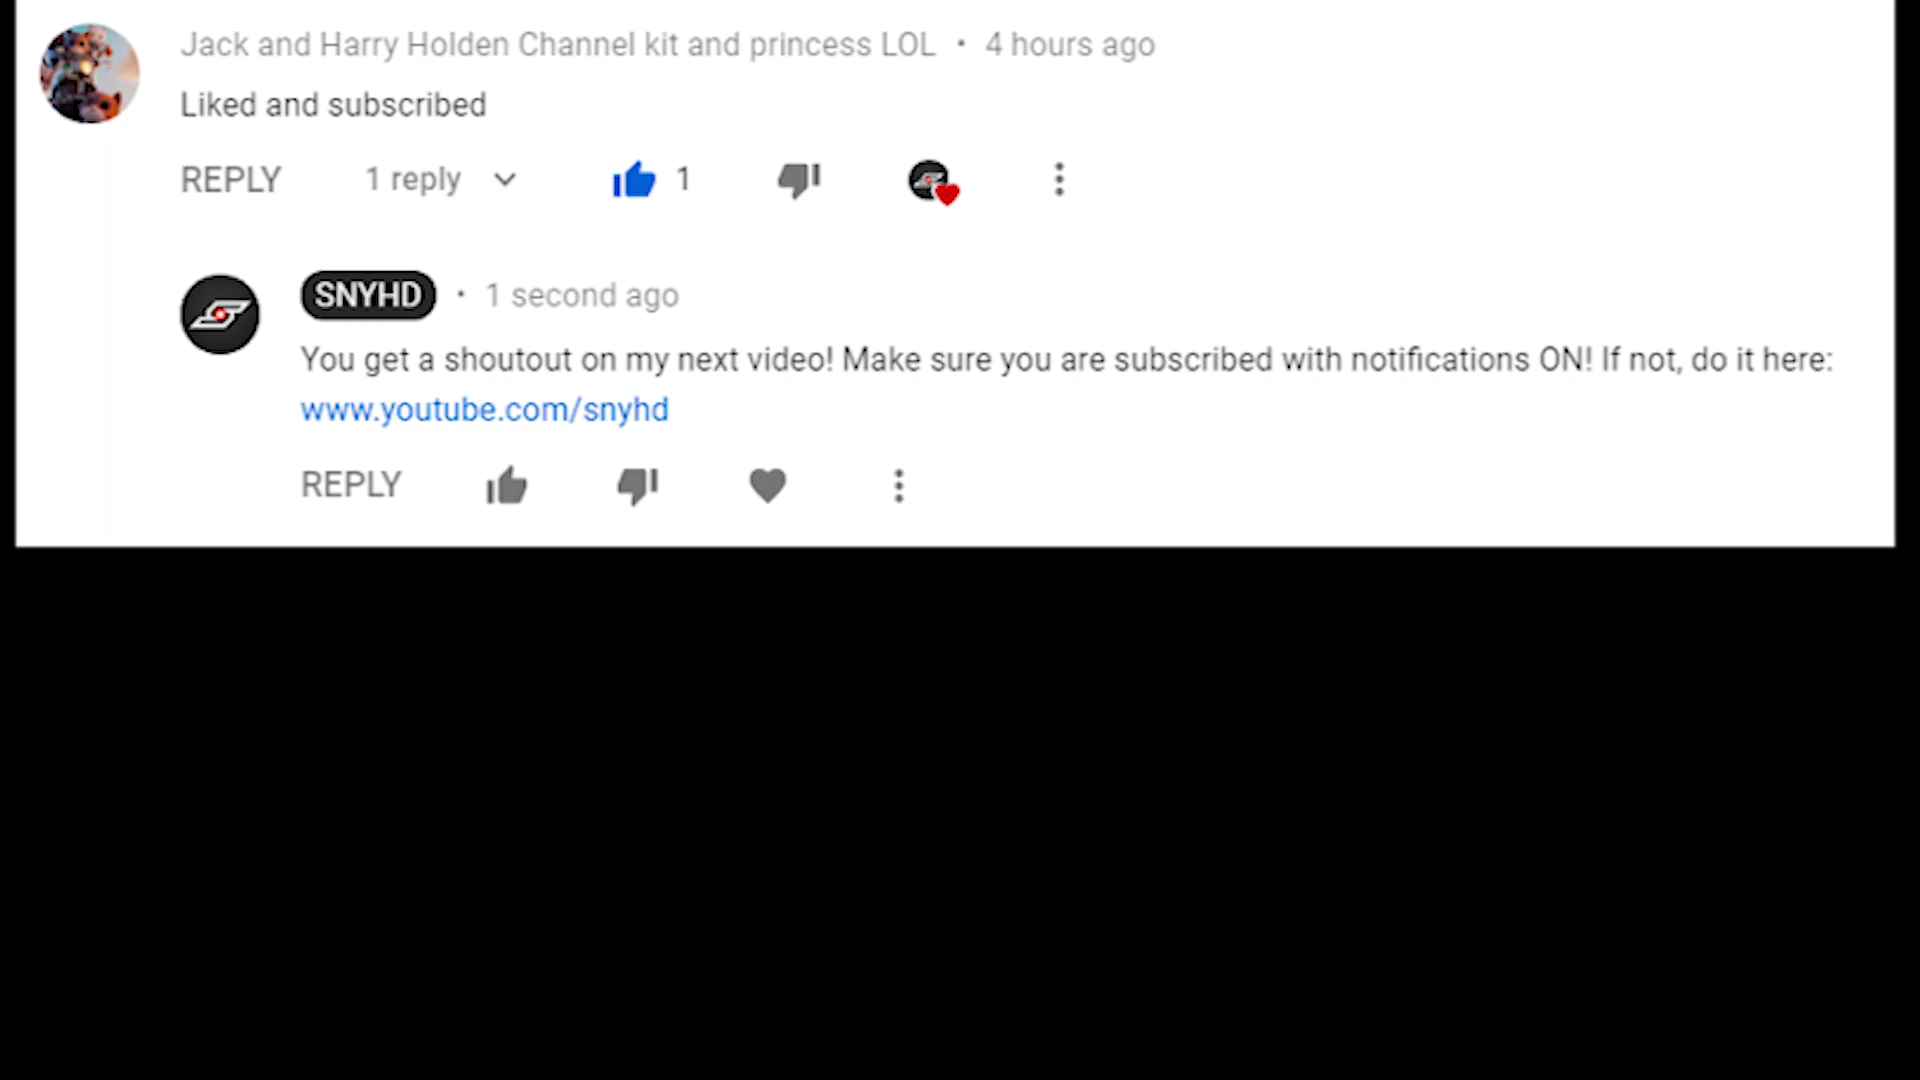 Jack and Harry Holden Channel kit and princess LOL • 4 hours ago
Liked and subscribed
REPLY 1 reply 1
SNYHD • 1 second ago
You get a shoutout on my next video! Make sure you are subscribed with notifications ON! If not, do it here:
www.youtube.com/snyhd
REPLY